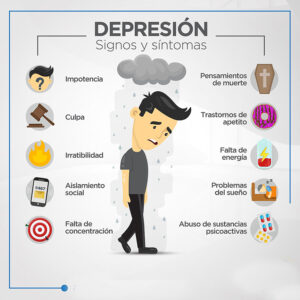 DEPRESIÓN
Signos y síntomas
Impotencia
Culpa
Irratibilidad
Aislamiento
social
Falta de
concentración
Pensamientos
de muerte
Trastornos de
apetito
Falta de
energía
Problemas
del sueño
Abuso de sustancias
psicoactivas